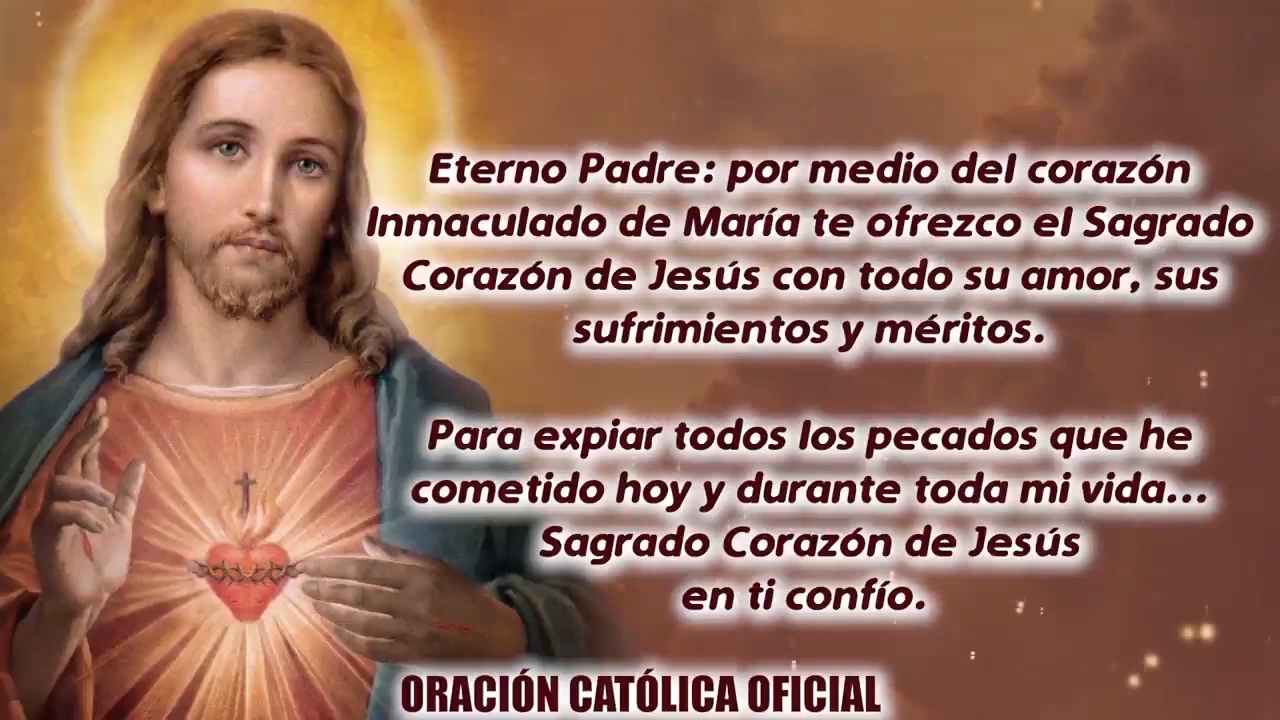 Eterno Padre: por medio del corazón
Inmaculado de María te ofrezco el Sagrado
Corazón de Jesús con todo su amor, sus
sufrimientos y méritos.
Para expiar todos los pecados que he
cometido hoy y durante toda mi vida...
Sagrado Corazón de Jesús
en ti confío.
ORACIÓN CATÓLICA OFICIAL